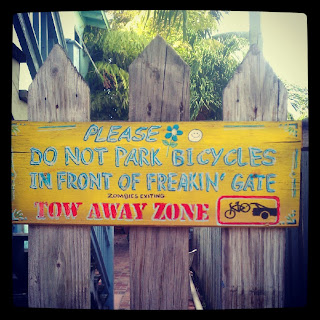 PLEASE
DO NOT PARK BICYCLES
IN FRONT OF FREAKIN' GATE
ZOMBIES EXITING
TOW AWAY ZONE